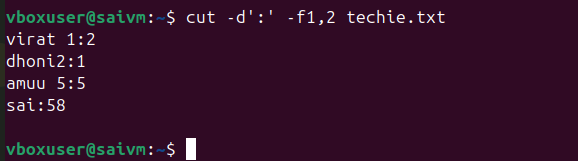 vboxuser@saivm:~$ cut -d':' -f1,2 techie.txt
virat 1:2
dhoni2:1
amuu 5:5
sai:58
vboxuser@saivm:~$